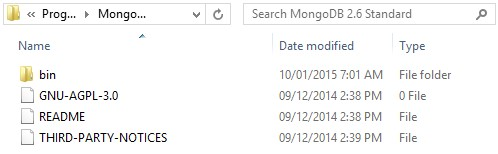 « Prog... ▸ Mongo... Search MongoDB 2.6 Standard
Name Date modified Type
bin 10/01/2015 7:01 AM File folder
GNU-AGPL-3.0 09/12/2014 2:38 PM 0 File
README 09/12/2014 2:38 PM File
THIRD-PARTY-NOTICES 09/12/2014 2:39 PM File